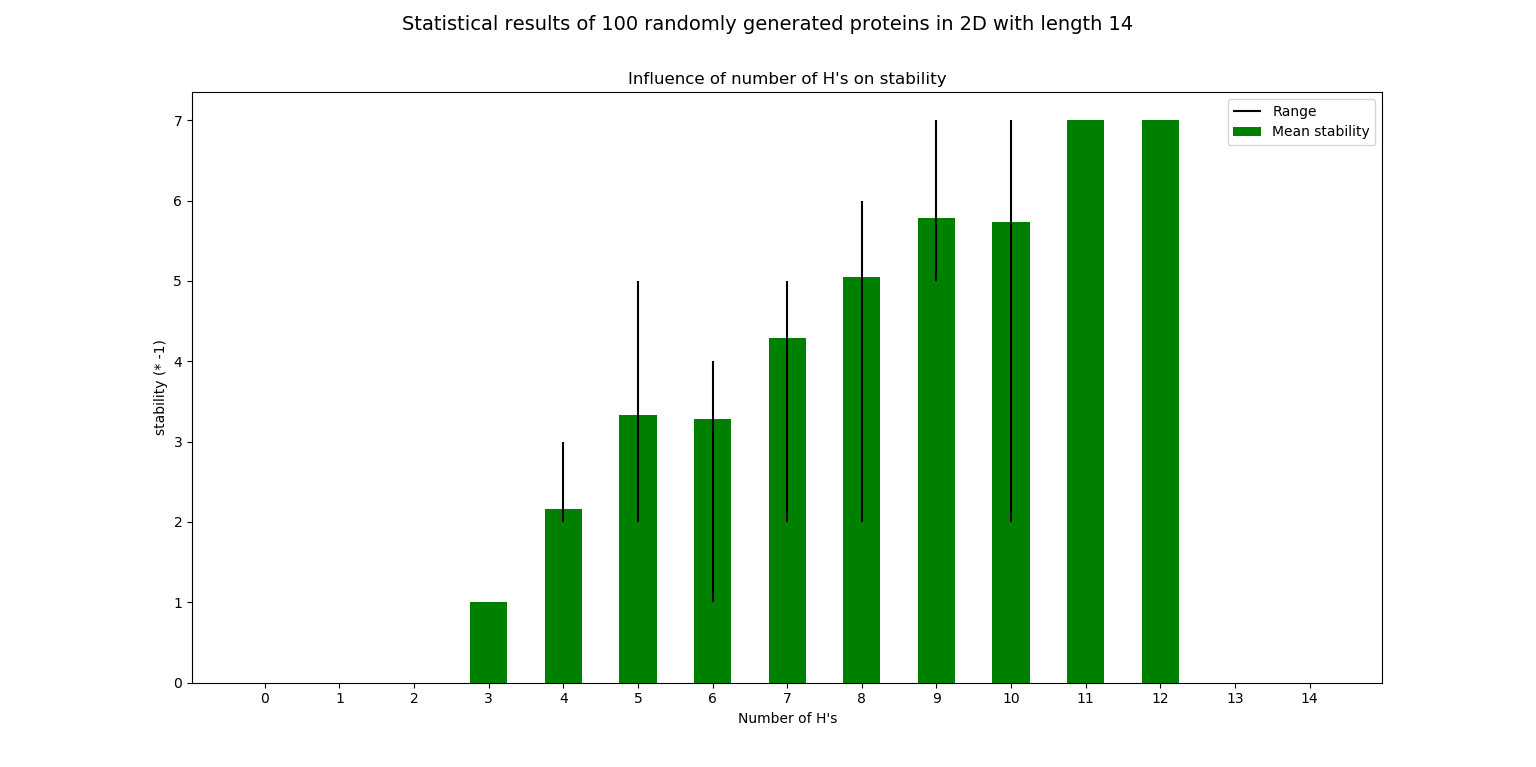 Statistical results of 100 randomly generated proteins in 2D with length 14
Influence of number of H's on stability
Range
Mean stability
7
6
5
4
3
2
1
0
stability (* -1)
0 1 2 3 4 5 6 7 8 9 10 11 12 13 14
Number of H's